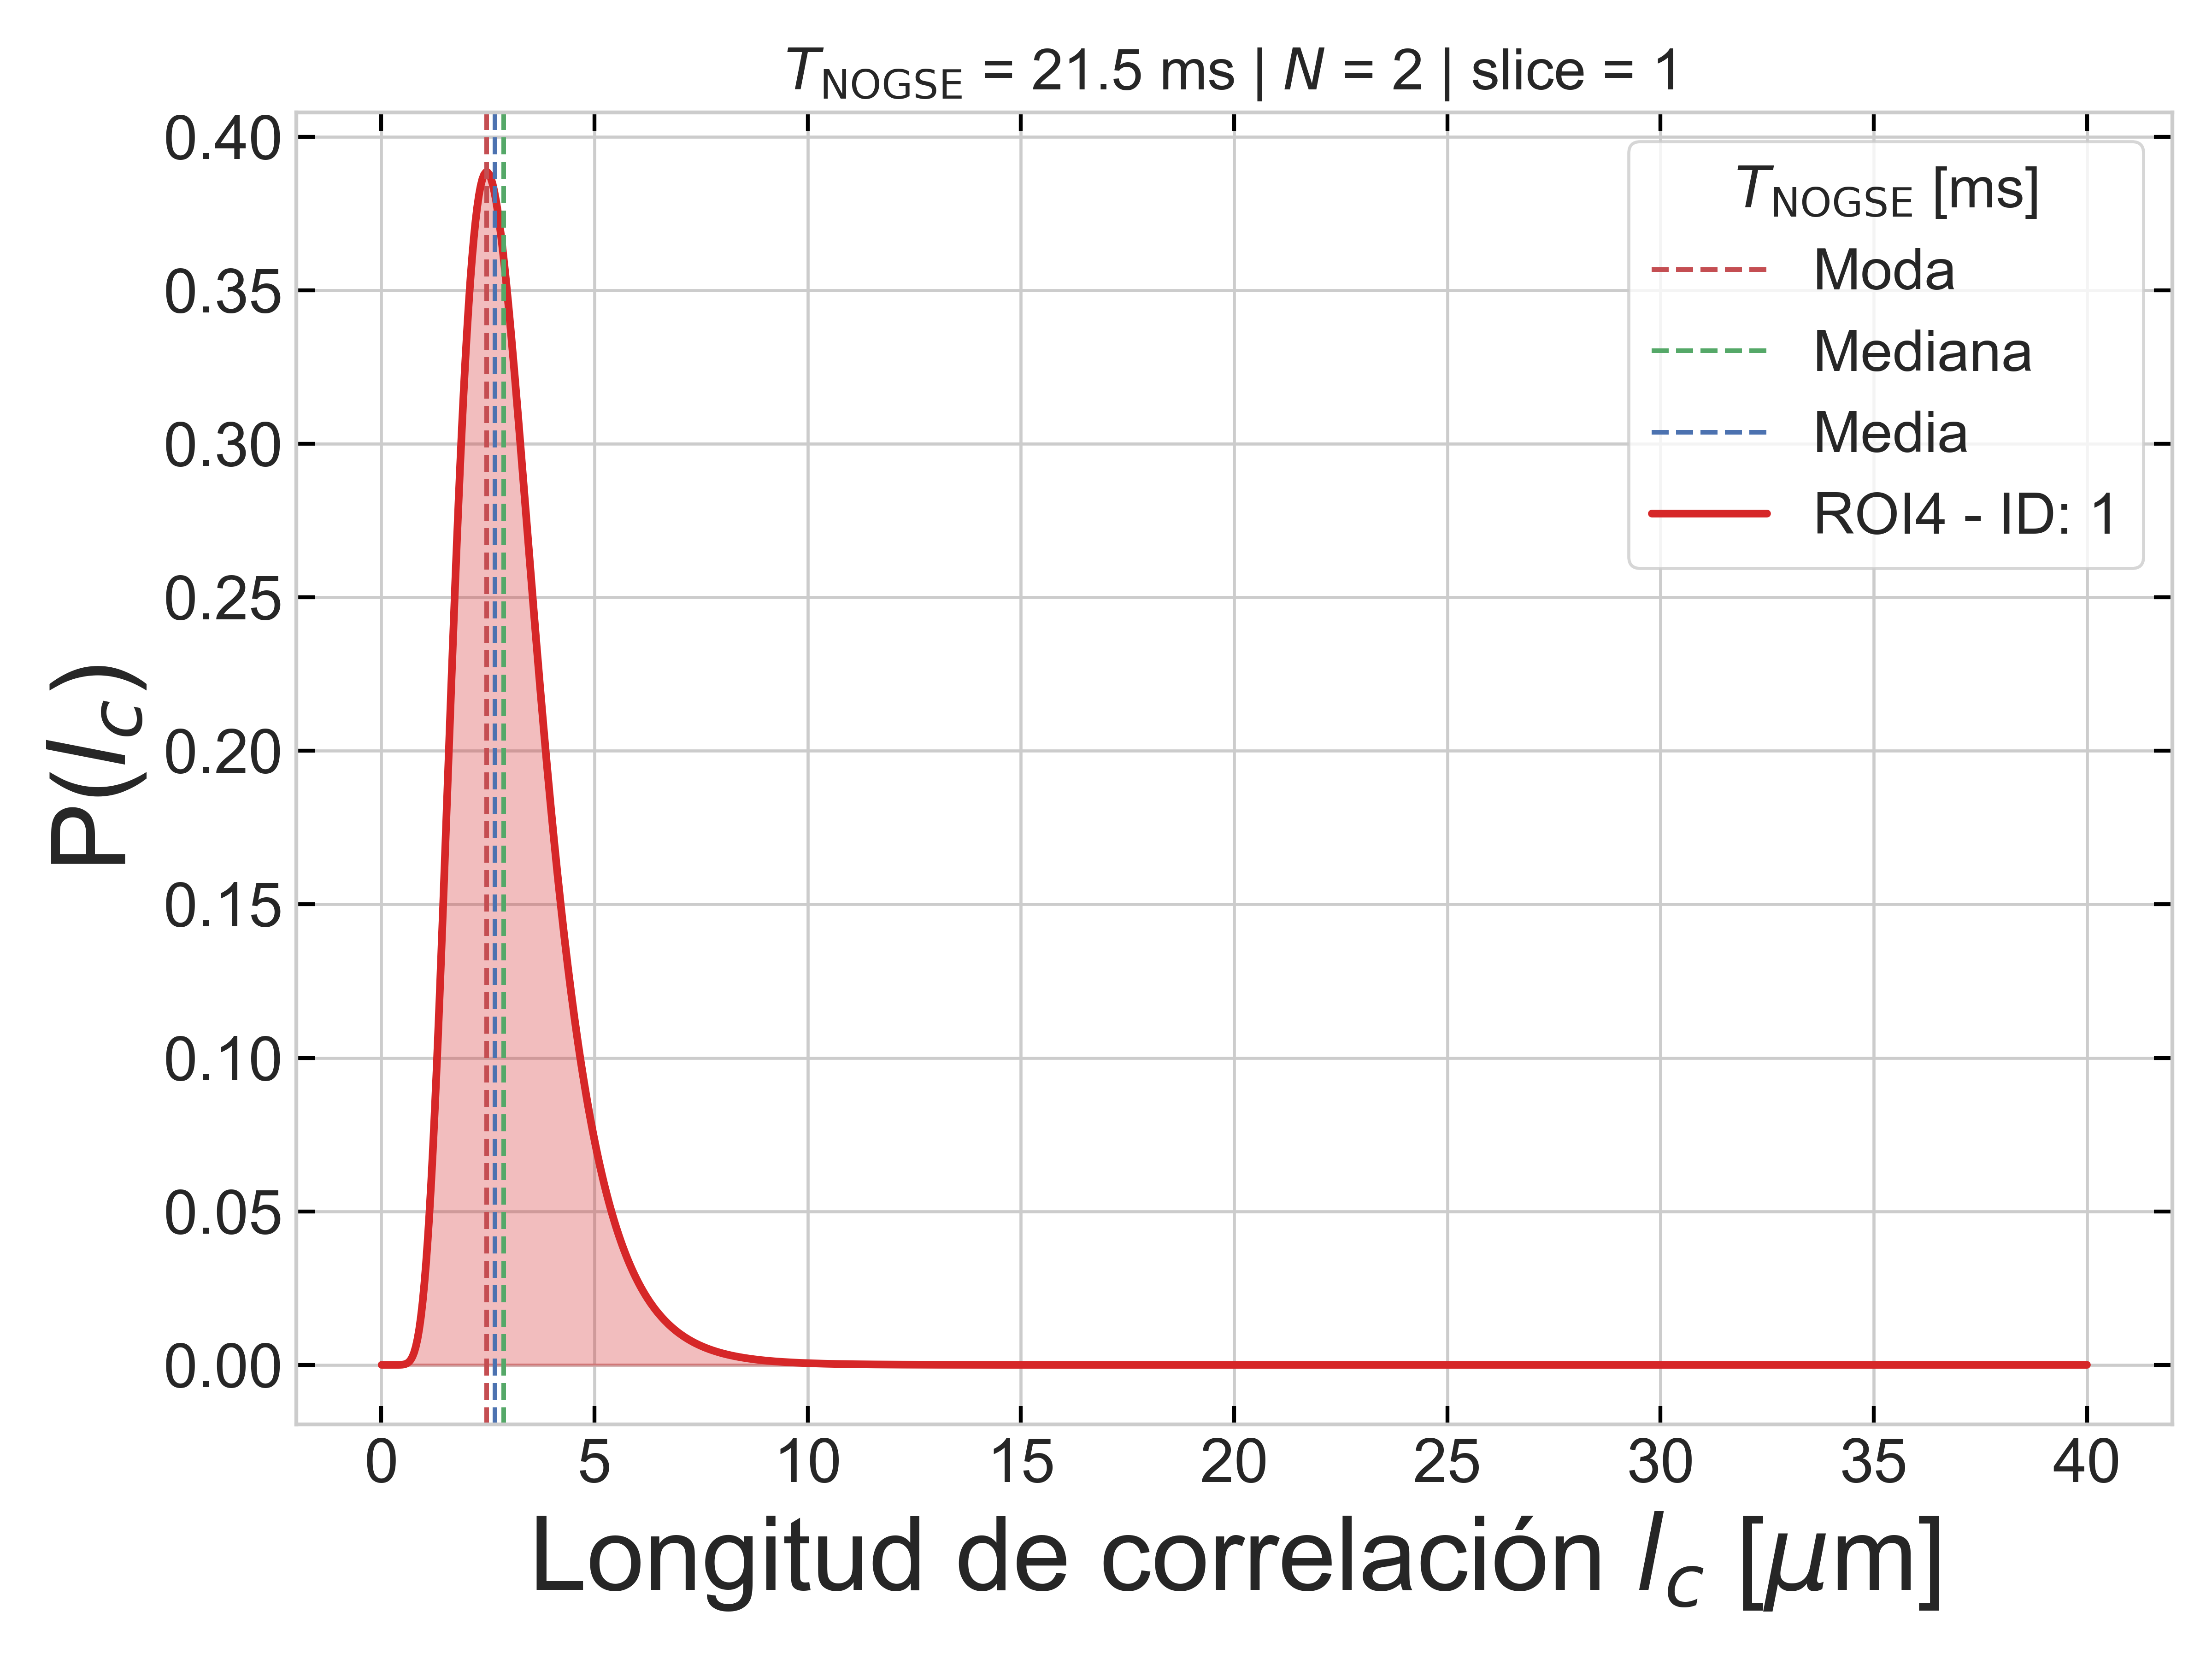 T_NOGSE = 21.5 ms | N = 2 | slice = 1
P(l_c)
0.40
0.35
0.30
0.25
0.20
0.15
0.10
0.05
0.00
T_NOGSE [ms]
Moda
Mediana
Media
ROI4 - ID: 1
0 5 10 15 20 25 30 35 40
Longitud de correlación l_c [μm]